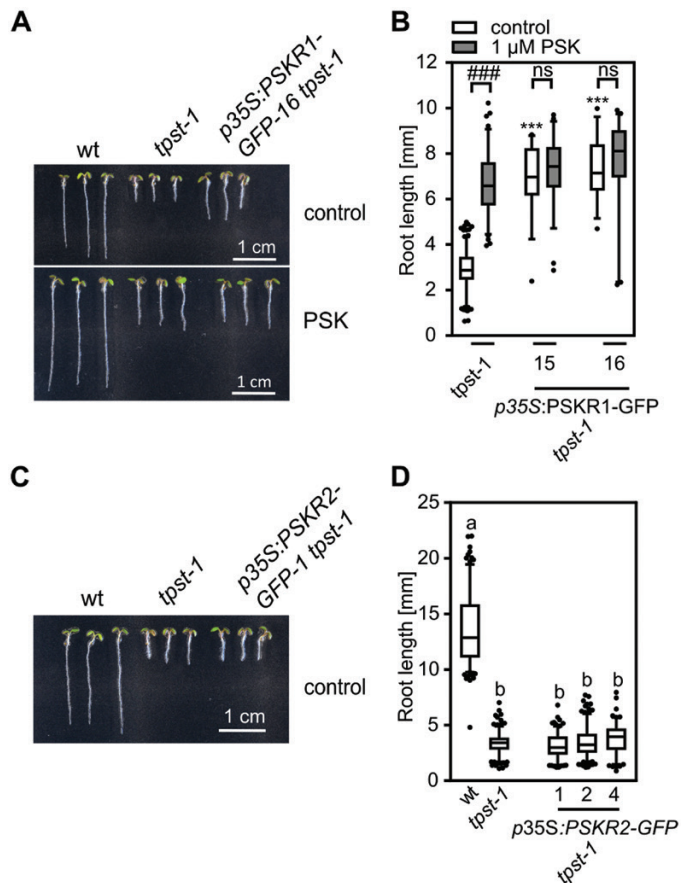 A
wt
tpst-1
p35S:PSKR1-
GFP-16 tpst-1
control
1 cm
PSK
1 cm
B
control
1 µM PSK
12
10
8
6
4
2
0
Root length [mm]
###
ns
ns
***
***
tpst-1
15
16
p35S:PSKR1-GFP
tpst-1
C
wt
tpst-1
p35S:PSKR2-
GFP-1 tpst-1
control
1 cm
D
25
20
15
10
5
0
Root length [mm]
a
b
b
b
b
wt
tpst-1
1
2
4
p35S:PSKR2-GFP
tpst-1